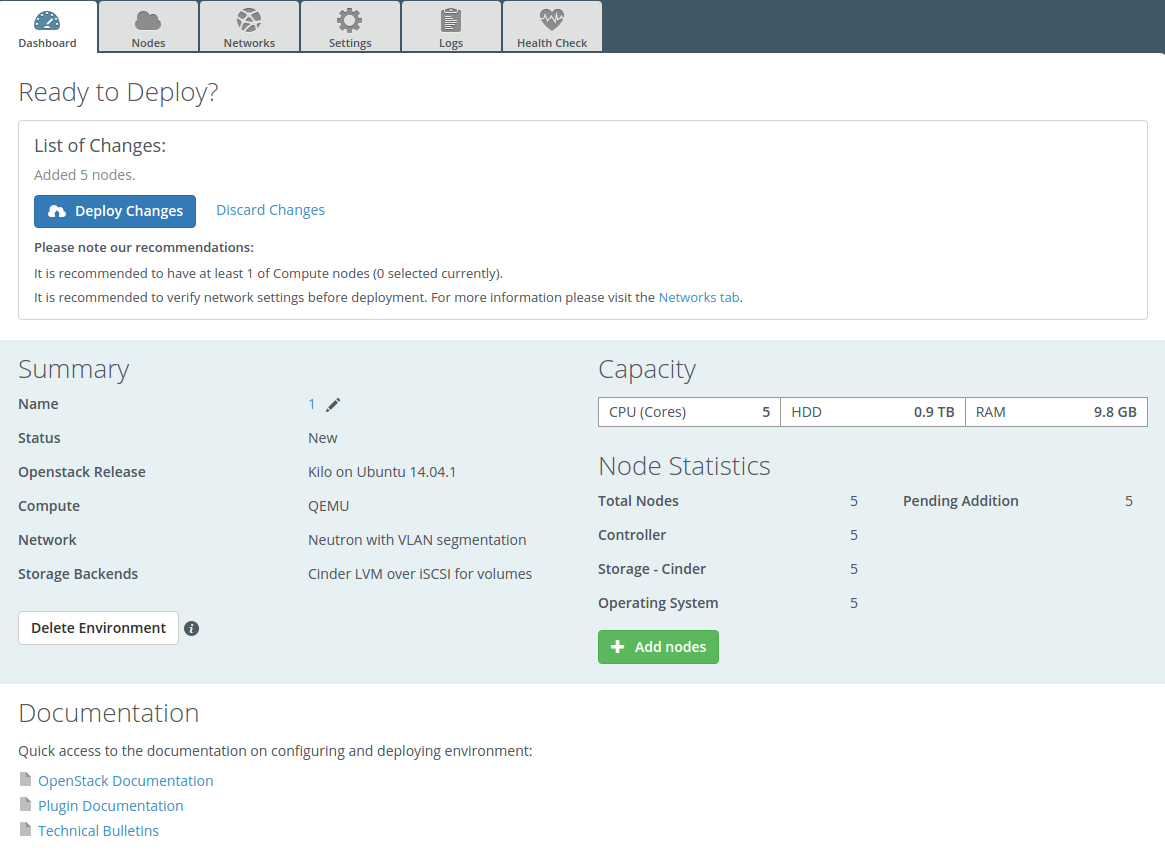 Dashboard Nodes Networks Settings Logs Health Check
Ready to Deploy?
List of Changes:
Added 5 nodes.
Deploy Changes Discard Changes
Please note our recommendations:
It is recommended to have at least 1 of Compute nodes (0 selected currently).
It is recommended to verify network settings before deployment. For more information please visit the Networks tab.
Summary
Name 1
Status New
Openstack Release Kilo on Ubuntu 14.04.1
Compute QEMU
Network Neutron with VLAN segmentation
Storage Backends Cinder LVM over iSCSI for volumes
Delete Environment
Capacity
CPU (Cores) 5 HDD 0.9 TB RAM 9.8 GB
Node Statistics
Total Nodes 5 Pending Addition 5
Controller 5
Storage - Cinder 5
Operating System 5
Add nodes
Documentation
Quick access to the documentation on configuring and deploying environment:
OpenStack Documentation
Plugin Documentation
Technical Bulletins